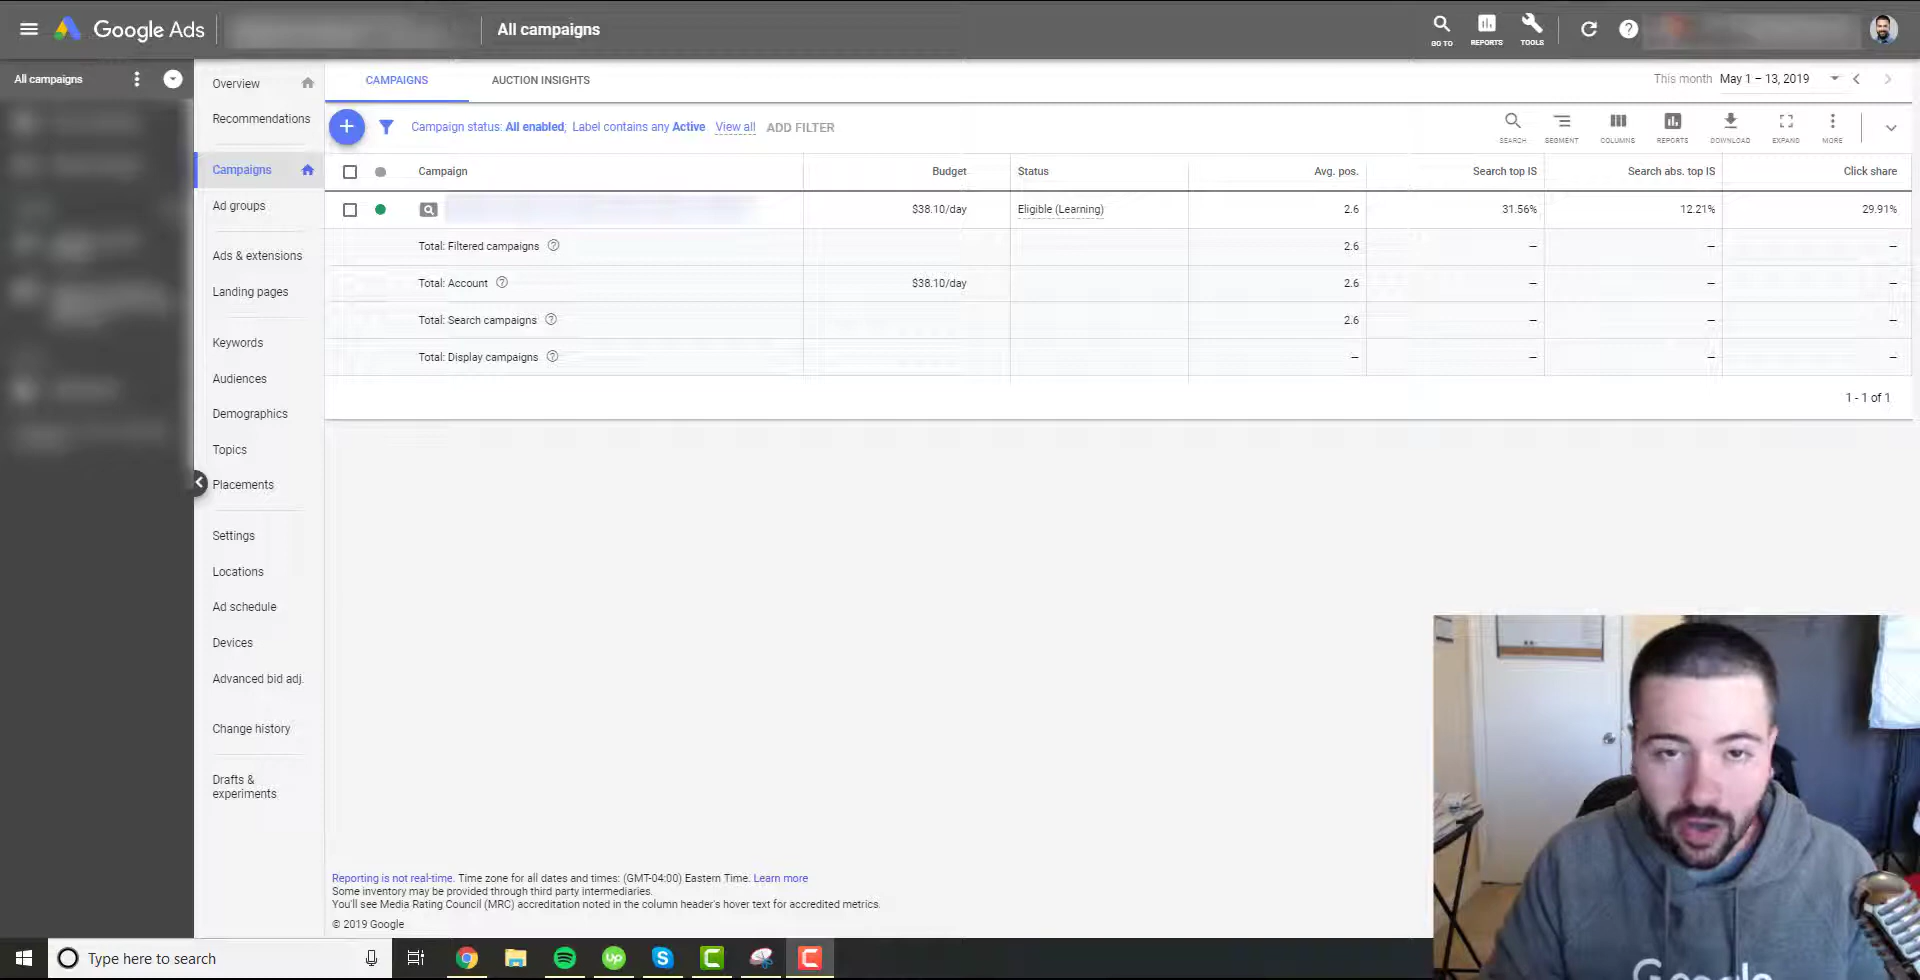 Google Ads
All campaigns
GO TO
REPORTS
TOOLS
All campaigns
Overview
Recommendations
Campaigns
Ad groups
Ads & extensions
Landing pages
Keywords
Audiences
Demographics
Topics
Placements
Settings
Locations
Ad schedule
Devices
Advanced bid adj.
Change history
Drafts &
experiments
CAMPAIGNS AUCTION INSIGHTS
This month May 1 – 13, 2019
Campaign status: All enabled; Label contains any Active View all ADD FILTER
SEARCH SEGMENT COLUMNS REPORTS DOWNLOAD EXPAND MORE
Campaign Budget Status Avg. pos. Search top IS Search abs. top IS Click share
$38.10/day Eligible (Learning) 2.6 31.56% 12.21% 29.91%
Total: Filtered campaigns 2.6 – – –
Total: Account $38.10/day 2.6 – – –
Total: Search campaigns 2.6 – – –
Total: Display campaigns – – – –
1 - 1 of 1
Reporting is not real-time. Time zone for all dates and times: (GMT-04:00) Eastern Time. Learn more
Some inventory may be provided through third party intermediaries.
You'll see Media Rating Council (MRC) accreditation noted in the column header's hover text for accredited metrics.
© 2019 Google
Google
Type here to search
up